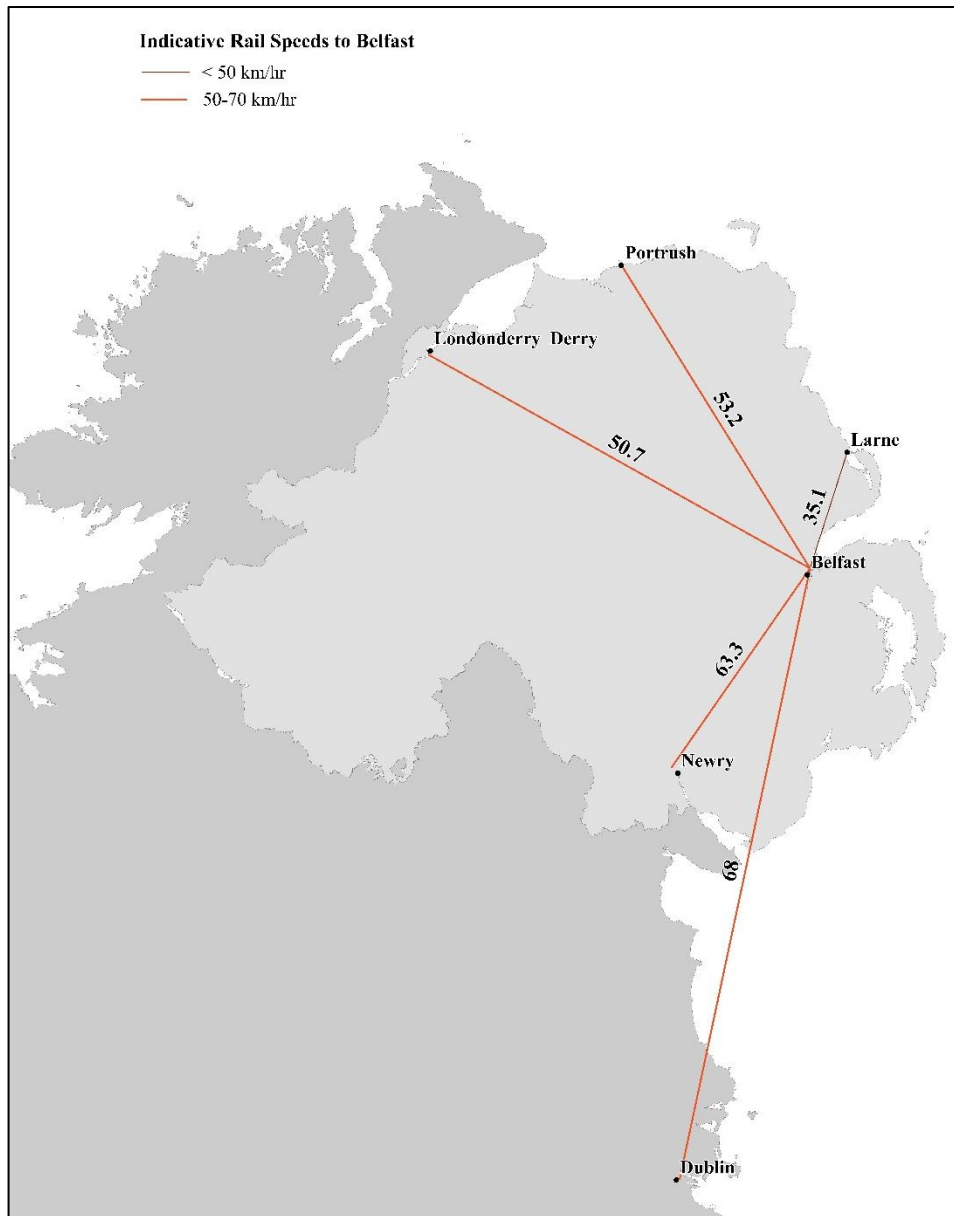 Indicative Rail Speeds to Belfast
< 50 km/hr
50-70 km/hr
Portrush
Londonderry Derry
53.2
50.7
Larne
35.1
Belfast
63.3
Newry
68
Dublin